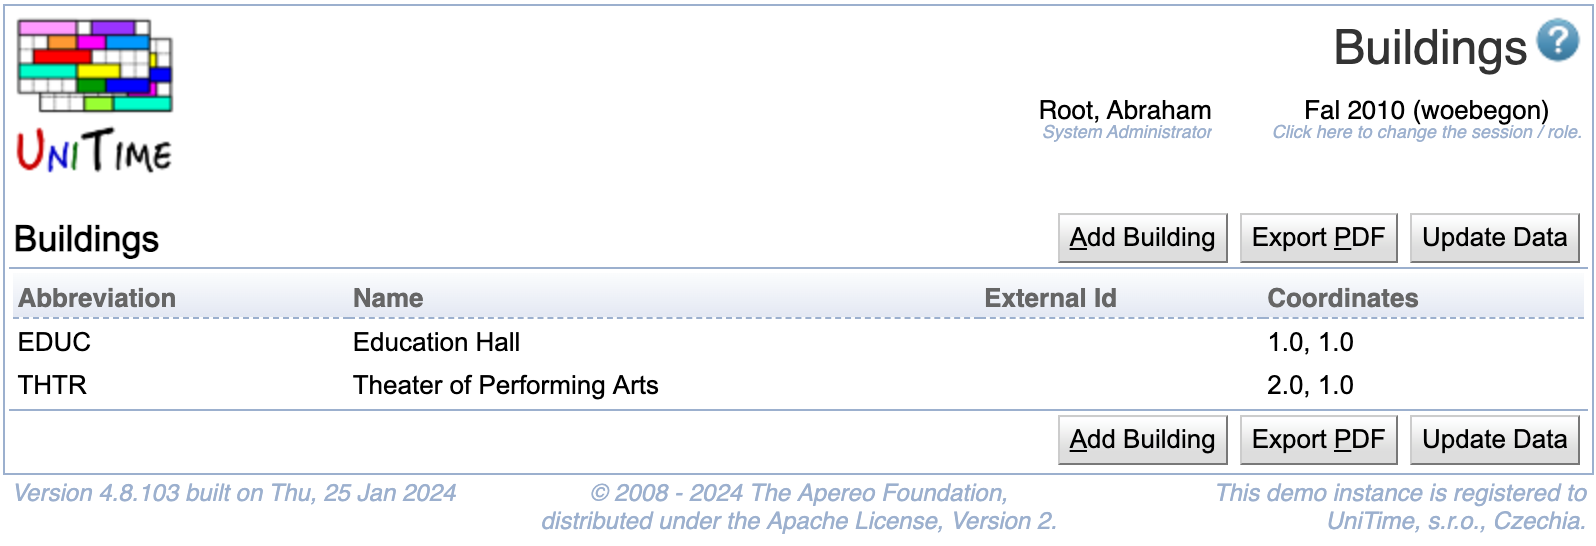 UNITIME
Buildings ?
Root, Abraham
System Administrator
Fal 2010 (woebegon)
Click here to change the session / role.
Buildings Add Building Export PDF Update Data
Abbreviation Name External Id Coordinates
EDUC Education Hall 1.0, 1.0
THTR Theater of Performing Arts 2.0, 1.0
Add Building Export PDF Update Data
Version 4.8.103 built on Thu, 25 Jan 2024
© 2008 - 2024 The Apereo Foundation,
distributed under the Apache License, Version 2.
This demo instance is registered to
UniTime, s.r.o., Czechia.